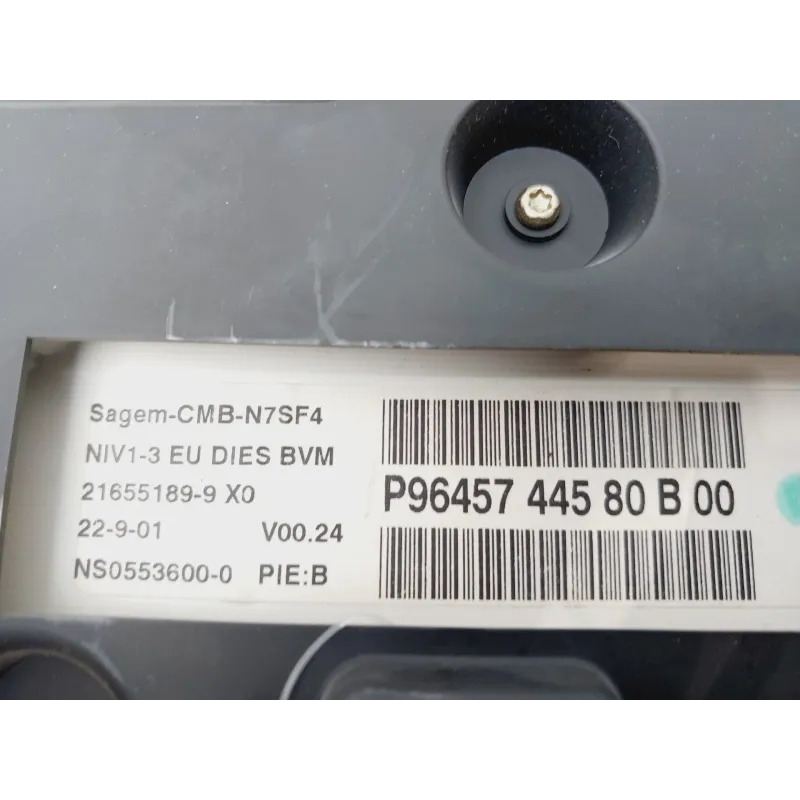 Sagem-CMB-N7SF4
NIV1-3 EU DIES BVM
21655189-9 X0
22-9-01 V00.24
NS0553600-0 PIE:B
P96457 445 80 B 00